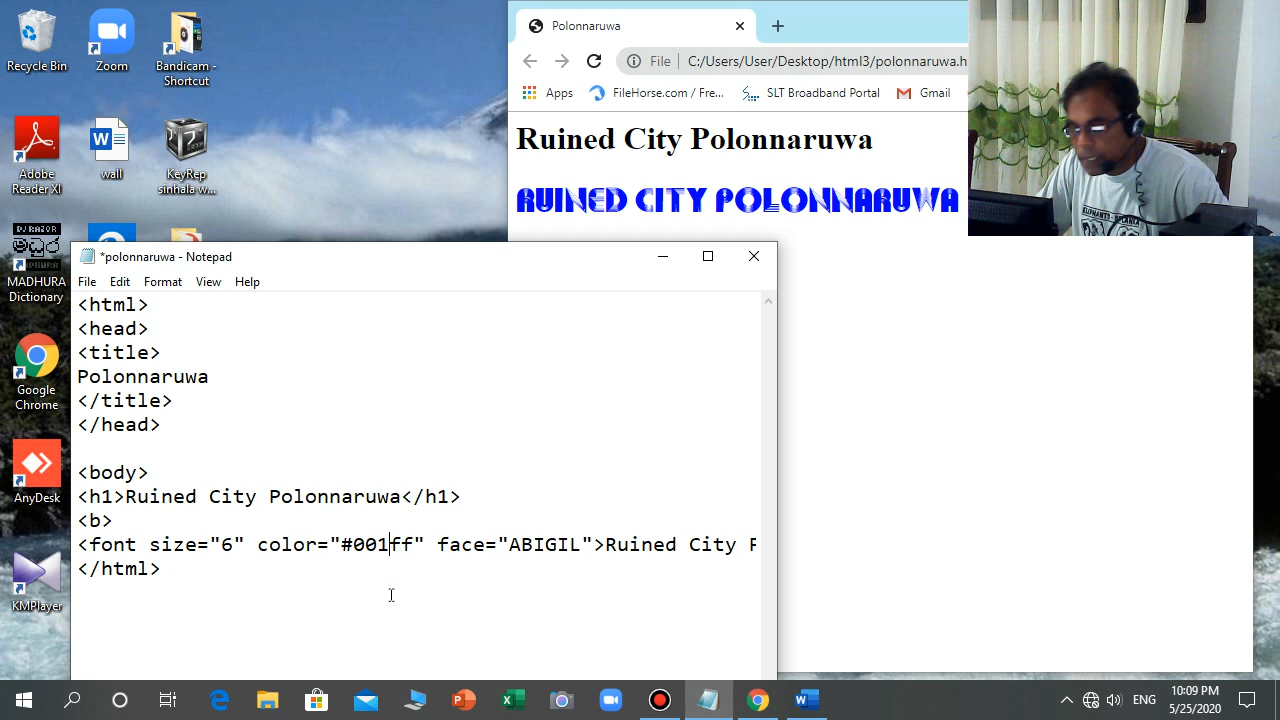 Recycle Bin
Zoom
Bandicam -
Shortcut
Adobe
Reader XI
wall
KeyRep
sinhala w...
DJ RAZOR
MADHURA
Dictionary
Google
Chrome
AnyDesk
KMPlayer
Polonnaruwa
File
C:/Users/User/Desktop/html3/polonnaruwa.h
Apps
FileHorse.com / Fre...
SLT Broadband Portal
Gmail
Ruined City Polonnaruwa
RUINED CITY POLONNARUWA
*polonnaruwa - Notepad
File Edit Format View Help
<html>
<head>
<title>
Polonnaruwa
</title>
</head>
<body>
<h1>Ruined City Polonnaruwa</h1>
<b>
<font size="6" color="#001ff" face="ABIGIL">Ruined City P
</html>
ENG
10:09 PM
5/25/2020